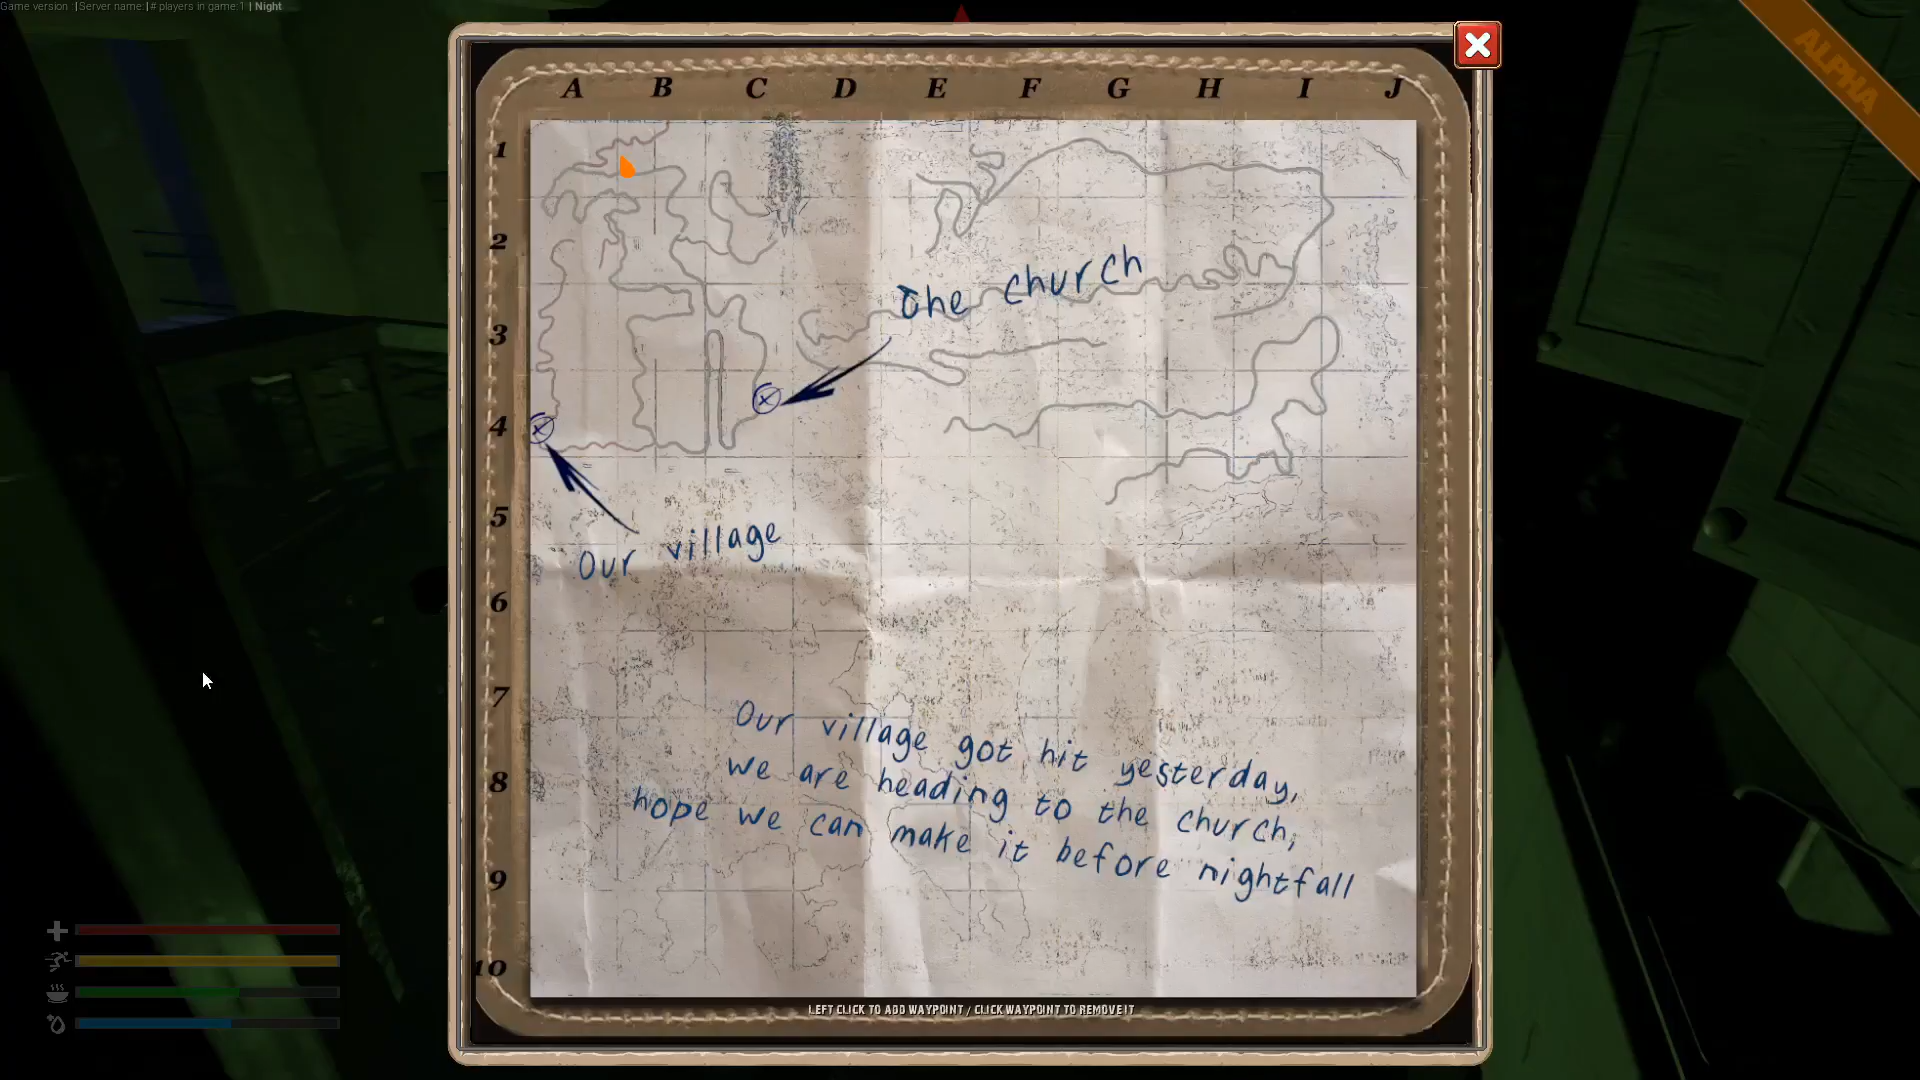 Game version : |Server name: |# players in game:1 | Night
ALPHA
A B C D E F G H I J
1
2
The church
3
4
5
Our village
6
7
Our village got hit yesterday,
we are heading to the church,
8
hope we can make it before nightfall
9
10
LEFT CLICK TO ADD WAYPOINT / CLICK WAYPOINT TO REMOVE IT